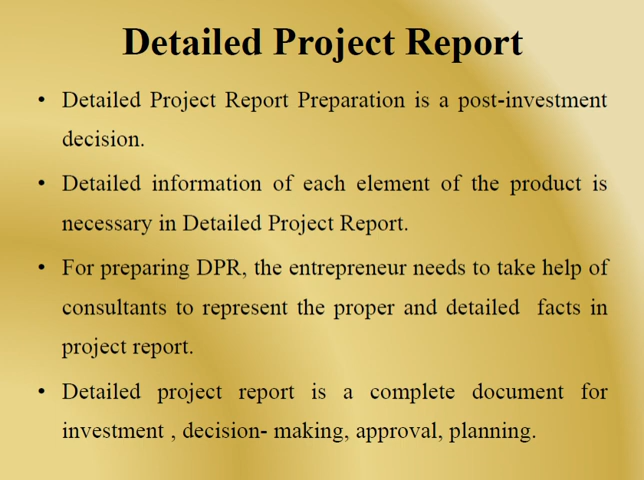 Detailed Project Report
• Detailed Project Report Preparation is a post-investment
decision.
• Detailed information of each element of the product is
necessary in Detailed Project Report.
• For preparing DPR, the entrepreneur needs to take help of
consultants to represent the proper and detailed  facts in
project report.
• Detailed project report is a complete document for
investment , decision- making, approval, planning.